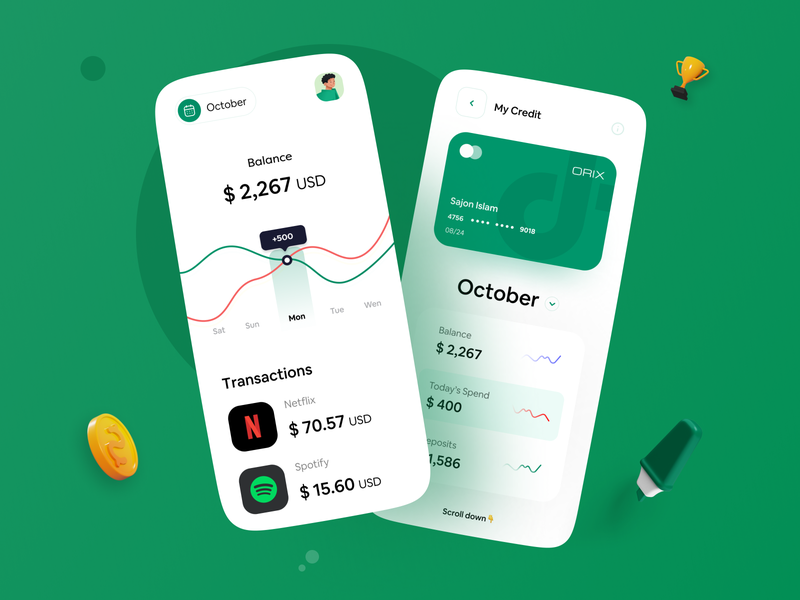 October
Balance
$ 2,267 USD
+500
Sat Sun Mon Tue Wen
Transactions
Netflix
$ 70.57 USD
N
Spotify
$ 15.60 USD
My Credit
ORIX
Sajon Islam
4756 •••• •••• 9018
08/24
October
Balance
$ 2,267
Today's Spend
$ 400
eposits
1,586
Scroll down👇